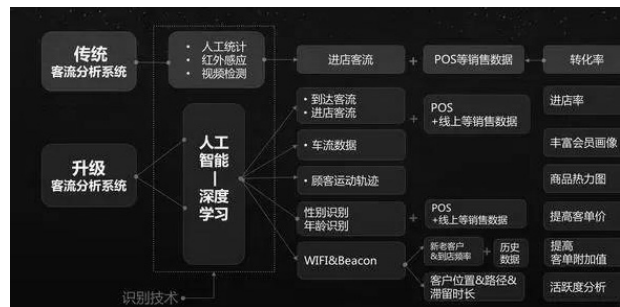 传统
客流分析系统
• 人工统计
• 红外感应
• 视频检测
进店客流
+
POS等销售数据
转化率
升级
客流分析系统
人工
智能
|
深度
学习
• 到达客流
• 进店客流
+
POS
+线上等销售数据
进店率
• 车流数据
丰富会员画像
• 顾客运动轨迹
商品热力图
性别识别
年龄识别
+
POS
+线上等销售数据
提高客单价
WIFI&Beacon
新老客户
&到店频率
+
历史
数据
提高
客单附加值
客户位置&路径&
滞留时长
活跃度分析
识别技术